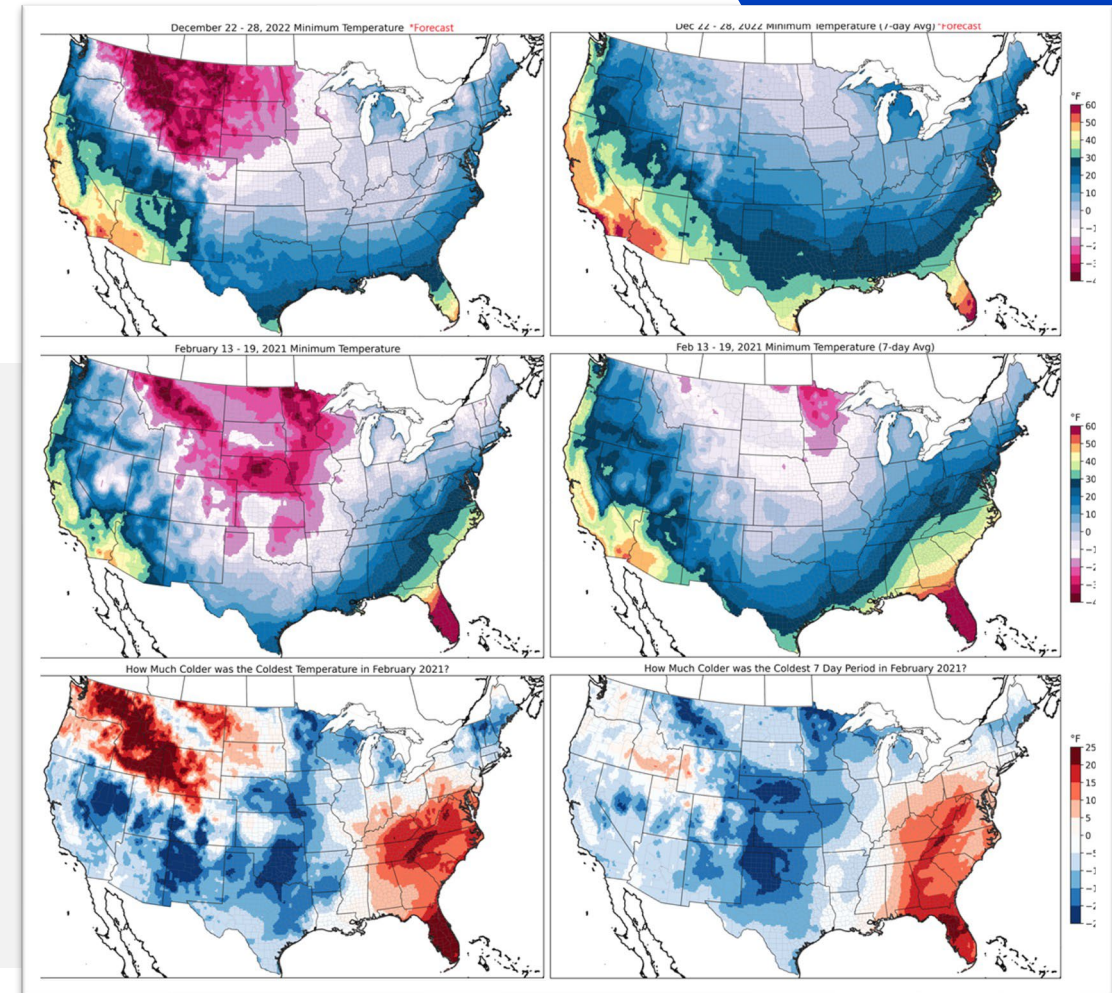 December 22 - 28, 2022 Minimum Temperature *Forecast
Dec 22 - 28, 2022 Minimum Temperature (7-day Avg) *Forecast
°F
60
50
40
30
20
10
0
February 13 - 19, 2021 Minimum Temperature
Feb 13 - 19, 2021 Minimum Temperature (7-day Avg)
°F
60
50
40
30
20
10
0
How Much Colder was the Coldest Temperature in February 2021?
How Much Colder was the Coldest 7 Day Period in February 2021?
°F
25
20
15
10
5
0